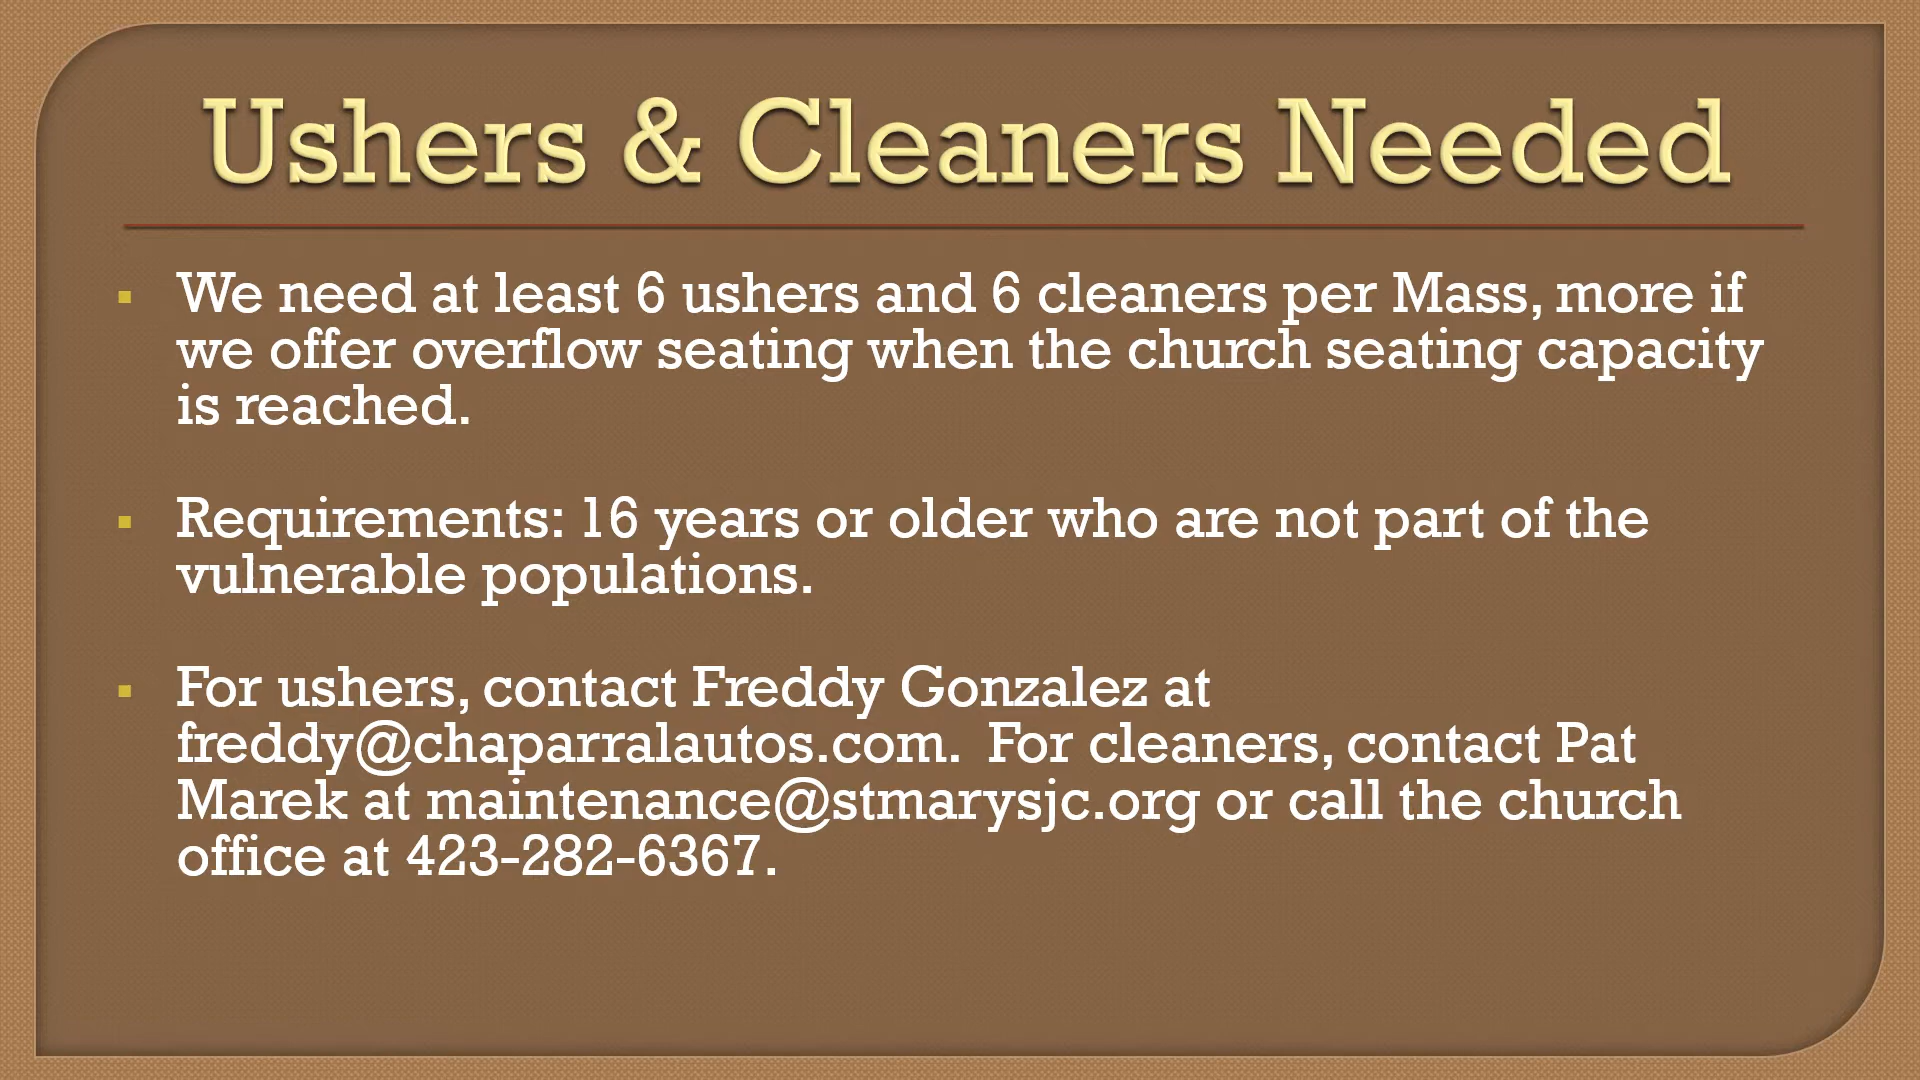 Ushers & Cleaners Needed
▪ We need at least 6 ushers and 6 cleaners per Mass, more if
we offer overflow seating when the church seating capacity
is reached.
▪ Requirements: 16 years or older who are not part of the
vulnerable populations.
▪ For ushers, contact Freddy Gonzalez at
freddy@chaparralautos.com.  For cleaners, contact Pat
Marek at maintenance@stmarysjc.org or call the church
office at 423-282-6367.